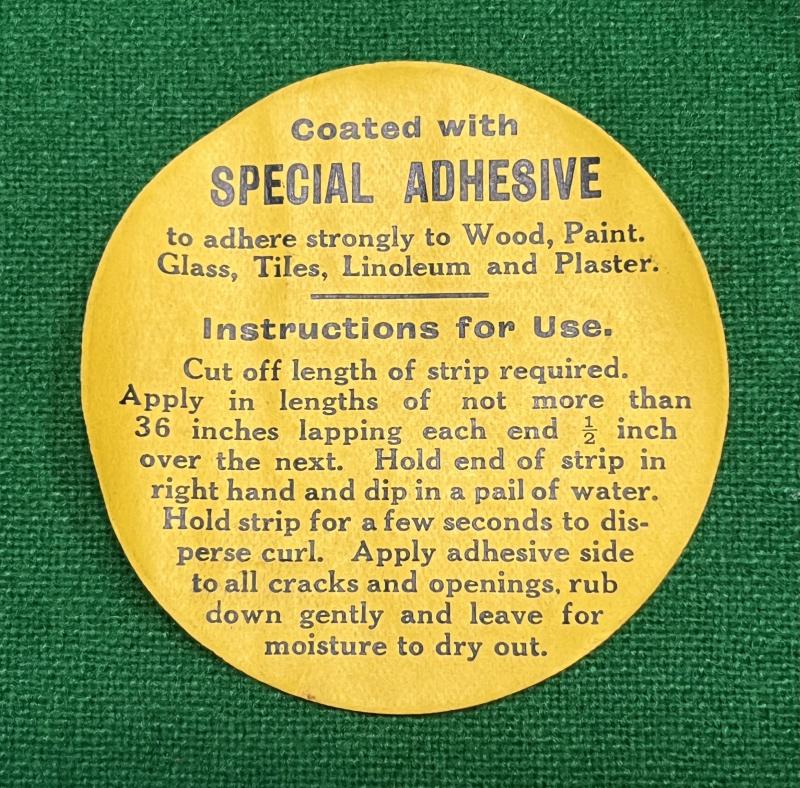 Coated with
SPECIAL ADHESIVE
to adhere strongly to Wood, Paint.
Glass, Tiles, Linoleum and Plaster.
Instructions for Use.
Cut off length of strip required.
Apply in lengths of not more than
36 inches lapping each end ½ inch
over the next. Hold end of strip in
right hand and dip in a pail of water.
Hold strip for a few seconds to dis-
perse curl. Apply adhesive side
to all cracks and openings, rub
down gently and leave for
moisture to dry out.